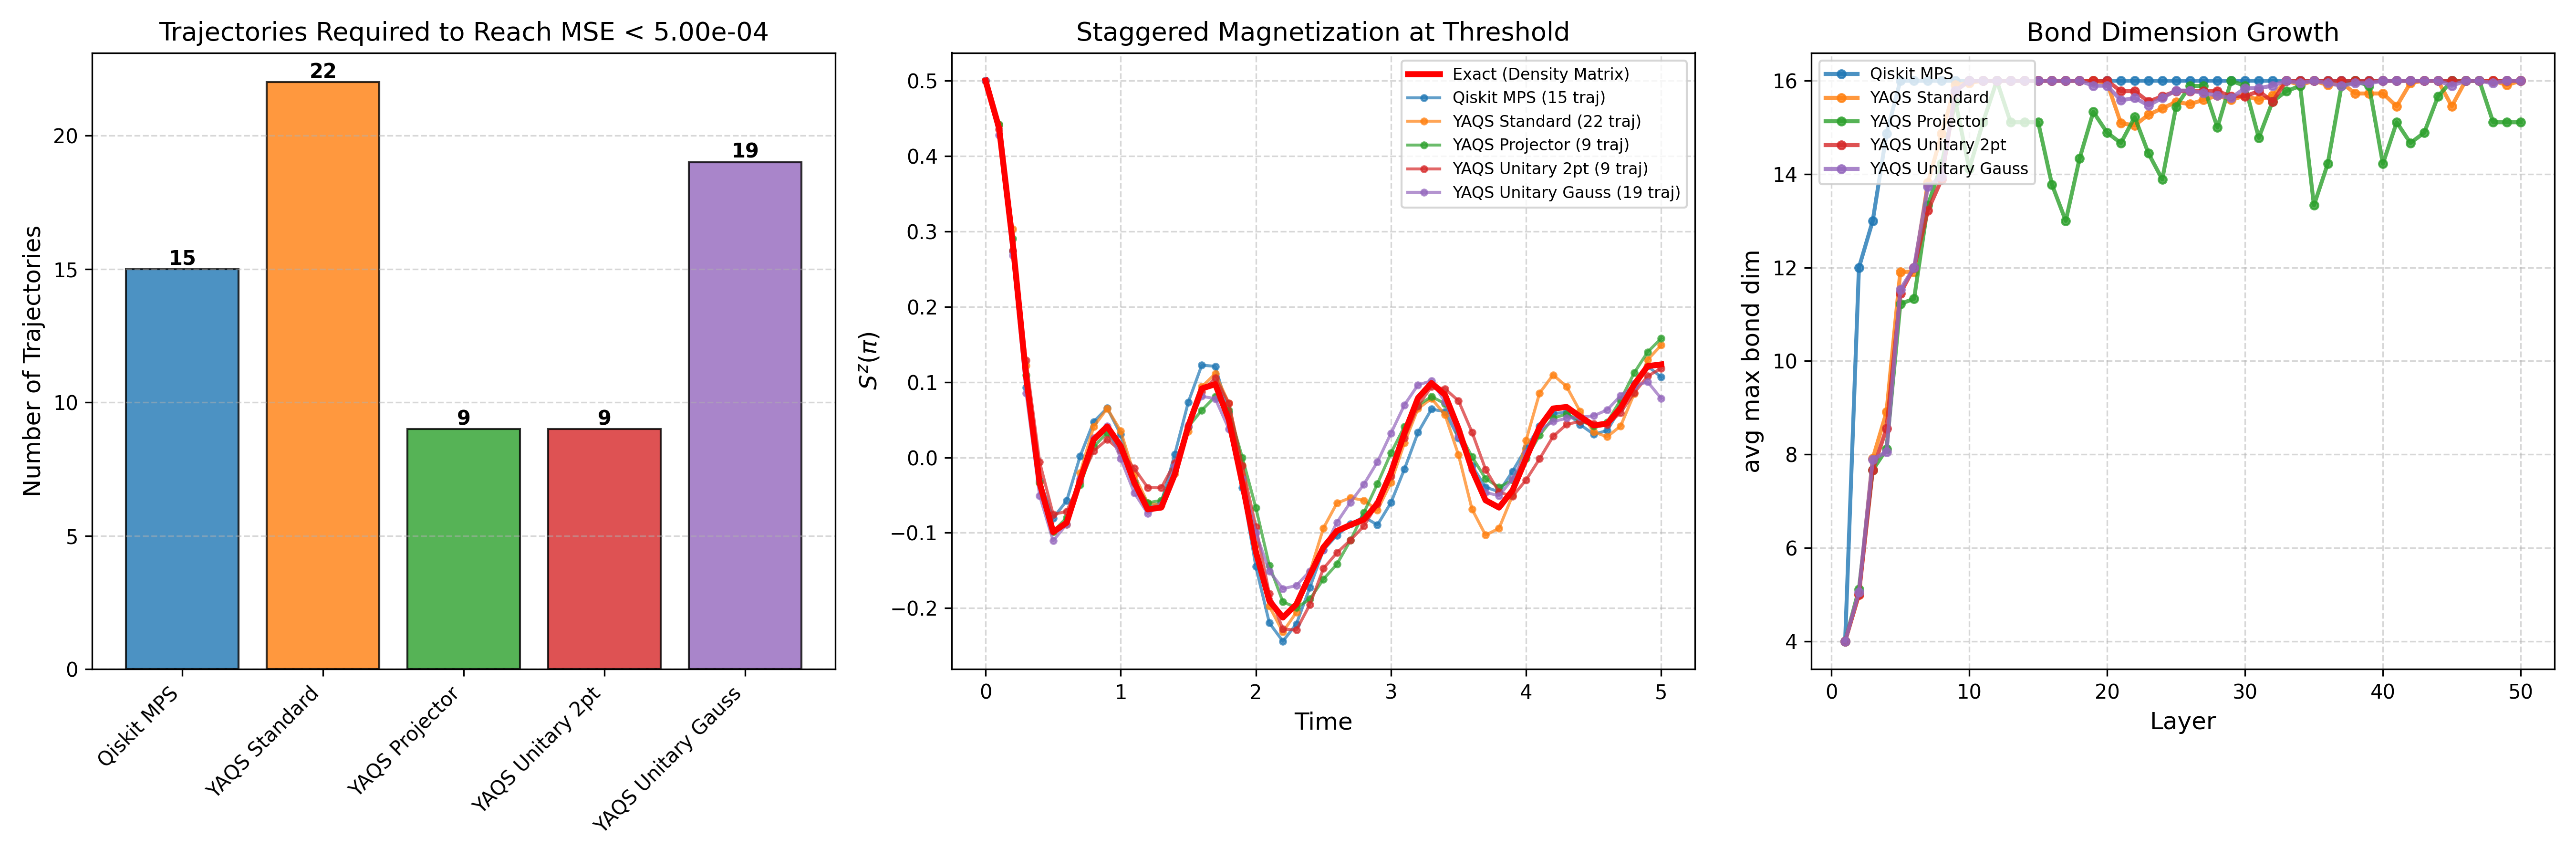 Trajectories Required to Reach MSE < 5.00e-04
Number of Trajectories
20
15
10
5
0
15
22
9
9
19
Qiskit MPS
YAQS Standard
YAQS Projector
YAQS Unitary 2pt
YAQS Unitary Gauss
Staggered Magnetization at Threshold
S^z(π)
0.5
0.4
0.3
0.2
0.1
0.0
−0.1
−0.2
Exact (Density Matrix)
Qiskit MPS (15 traj)
YAQS Standard (22 traj)
YAQS Projector (9 traj)
YAQS Unitary 2pt (9 traj)
YAQS Unitary Gauss (19 traj)
0 1 2 3 4 5
Time
Bond Dimension Growth
avg max bond dim
16
14
12
10
8
6
4
Qiskit MPS
YAQS Standard
YAQS Projector
YAQS Unitary 2pt
YAQS Unitary Gauss
0 10 20 30 40 50
Layer